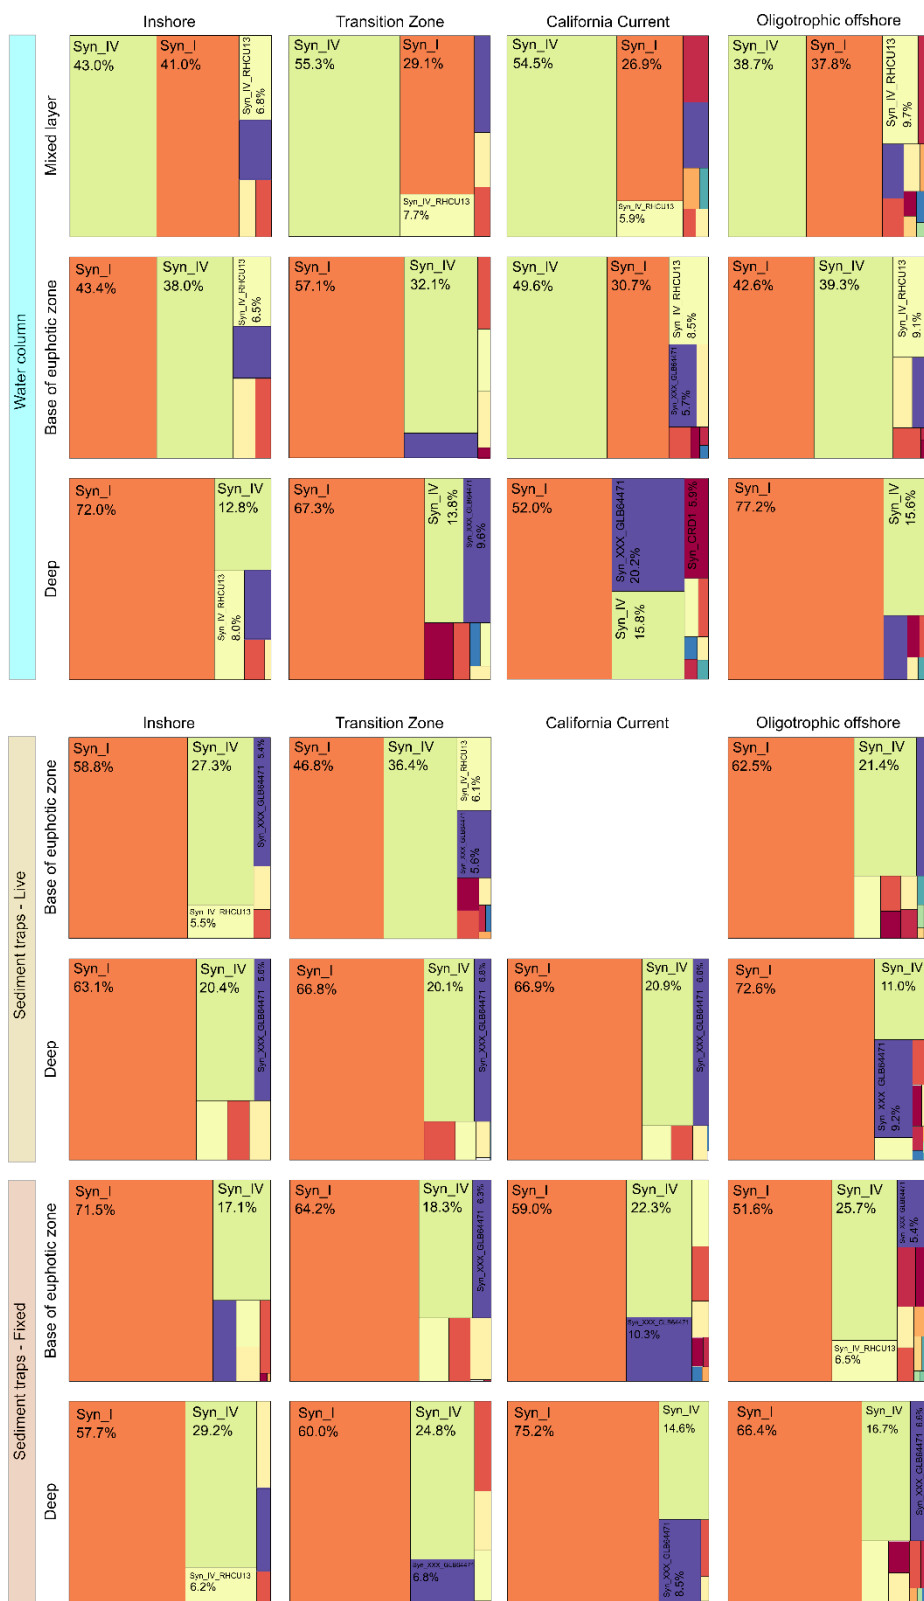 Inshore
Transition Zone
California Current
Oligotrophic offshore
Water column
Mixed layer
Syn_IV
43.0%
Syn_I
41.0%
Syn_IV_RHCU13
6.8%
Syn_IV
55.3%
Syn_I
29.1%
Syn_IV_RHCU13
7.7%
Syn_IV
54.5%
Syn_I
26.9%
Syn_IV_RHCU13
5.9%
Syn_IV
38.7%
Syn_I
37.8%
Syn_IV_RHCU13
9.7%
Base of euphotic zone
Syn_I
43.4%
Syn_IV
38.0%
Syn_IV_RHCU13
6.5%
Syn_I
57.1%
Syn_IV
32.1%
Syn_IV
49.6%
Syn_I
30.7%
Syn_IV_RHCU13
8.5%
Syn_XXX_GLB64471
5.7%
Syn_I
42.6%
Syn_IV
39.3%
Syn_IV_RHCU13
9.1%
Deep
Syn_I
72.0%
Syn_IV
12.8%
Syn_IV_RHCU13
8.0%
Syn_I
67.3%
Syn_IV
13.8%
Syn_XXX_GLB64471
9.6%
Syn_I
52.0%
Syn_XXX_GLB64471
20.2%
Syn_IV
15.8%
Syn_CRD1 5.9%
Syn_I
77.2%
Syn_IV
15.6%
Inshore
Transition Zone
California Current
Oligotrophic offshore
Sediment traps - Live
Base of euphotic zone
Syn_I
58.8%
Syn_IV
27.3%
Syn_XXX_GLB64471 5.4%
Syn_IV_RHCU13
5.5%
Syn_I
46.8%
Syn_IV
36.4%
Syn_IV_RHCU13
6.1%
Syn_XXX_GLB64471
5.6%
Syn_I
62.5%
Syn_IV
21.4%
Deep
Syn_I
63.1%
Syn_IV
20.4%
Syn_XXX_GLB64471 5.0%
Syn_I
66.8%
Syn_IV
20.1%
Syn_XXX_GLB64471 6.8%
Syn_I
66.9%
Syn_IV
20.9%
Syn_XXX_GLB64471
Syn_I
72.6%
Syn_IV
11.0%
Syn_XXX_GLB64471
9.2%
Sediment traps - Fixed
Base of euphotic zone
Syn_I
71.5%
Syn_IV
17.1%
Syn_I
64.2%
Syn_IV
18.3%
Syn_XXX_GLB64471 6.3%
Syn_I
59.0%
Syn_IV
22.3%
Syn_XXX_GLB64471
10.3%
Syn_I
51.6%
Syn_IV
25.7%
Syn_XXX_GLB64471
5.4%
Syn_IV_RHCU13
6.5%
Deep
Syn_I
57.7%
Syn_IV
29.2%
Syn_IV_RHCU13
6.2%
Syn_I
60.0%
Syn_IV
24.8%
Syn_XXX_GLB64471
6.8%
Syn_I
75.2%
Syn_IV
14.6%
Syn_XXX_GLB64471
8.5%
Syn_I
66.4%
Syn_IV
16.7%
Syn_XXX_GLB64471 6.6%